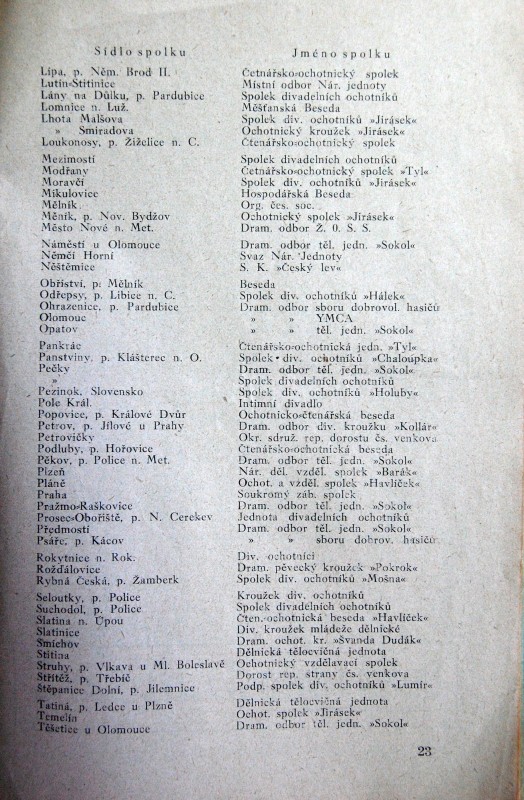 Sídlo spolku Jméno spolku
Lípa, p. Něm. Brod II. Četnářsko-ochotnický spolek
Lutín-Štitinice Místní odbor Nár. jednoty
Lány na Důlku, p. Pardubice Spolek divadelních ochotníků
Lomnice n. Luž. Měšťanská Beseda
Lhota Malšova Spolek div. ochotníků »Jirásek«
» Smiradova Ochotnický kroužek »Jirásek«
Loukonosy, p. Žiželice n. C. Čtenářsko-ochotnický spolek
Mezimostí Spolek divadelních ochotníků
Modřany Četnářsko-ochotnický spolek »Tyl«
Moravčí Spolek div. ochotníků »Jirásek«
Mikulovice Hospodářská Beseda
Mělník Org. čes. soc.
Měník, p. Nov. Bydžov Ochotnický spolek »Jirásek«
Město Nové n. Met. Dram. odbor Ž. O. S. S.
Náměstí u Olomouce Dram. odbor těl. jedn. »Sokol«
Němčí Horní Svaz Nár. Jednoty
Něštěmice S. K. »Český lev«
Obříství, p. Mělník Beseda
Odřepsy, p. Libice n. C. Spolek div. ochotníků »Hálek«
Ohrazenice, p. Pardubice Dram. odbor sboru dobrovol. hasičů
Olomouc » » YMCA
Opatov » » těl. jedn. »Sokol«
Pankrác Čtenářsko-ochotnická jedn. »Tyl«
Panstviny, p. Klášterec n. O. Spolek div. ochotníků »Chaloupka«
Pečky Dram. odbor těl. jedn. »Sokol«
» Spolek divadelních ochotníků
Pezinok, Slovensko Spolek div. ochotníků »Holuby«
Pole Král. Intimní divadlo
Popovice, p. Králové Dvůr Ochotnicko-čtenářská beseda
Petrov, p. Jílové u Prahy Dram. odbor div. kroužku »Kollár«
Petrovičky Okr. sdruž. rep. dorostu čs. venkova
Podluby, p. Hořovice Čtenářsko-ochotnická beseda
Pěkov, p. Police n. Met. Dram. odbor těl. jedn. »Sokol«
Plzeň Nár. děl. vzděl. spolek »Barák«
Pláně Ochot. a vzděl. spolek »Havlíček«
Praha Soukromý záb. spolek
Pražmo-Raškovice Dram. odbor těl. jedn. »Sokol«
Prosec-Obořiště, p. N. Cerekev Jednota divadelních ochotníků
Předmostí Dram. odbor těl. jedn. »Sokol«
Psáře, p. Kácov » » sboru dobrov. hasičů
Rokytnice n. Rok. Div. ochotníci
Rožďalovice Dram. pěvecký kroužek »Pokrok«
Rybná Česká, p. Žamberk Spolek div. ochotníků »Mošna«
Seloutky, p. Police Kroužek div. ochotníků
Suchodol, p. Police Spolek divadelních ochotníků
Slatina n. Úpou Čten.-ochotnická beseda »Havlíček«
Slatinice Div. kroužek mládeže dělnické
Smíchov Dram. ochot. kr. »Švanda Dudák«
Štítina Dělnická tělocvičná jednota
Struhy, p. Vlkava u Ml. Boleslavě Ochotnický vzdělavací spolek
Střítěž, p. Třebíč Dorost rep. strany čs. venkova
Štěpanice Dolní, p. Jilemnice Podp. spolek div. ochotníků »Lumír«
Tatiná, p. Ledce u Plzně Dělnická tělocvičná jednota
Temelín Ochot. spolek »Jirásek«
Těšetice u Olomouce Dram. odbor těl. jedn. »Sokol«
23